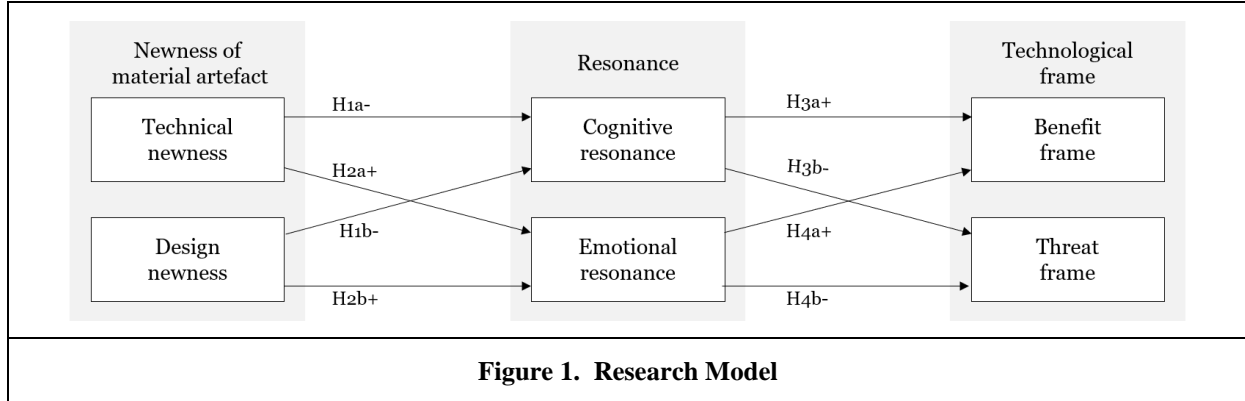 Newness of
material artefact
Technical
newness
Design
newness
H1a-
H2a+
H1b-
H2b+
Resonance
Cognitive
resonance
Emotional
resonance
H3a+
H3b-
H4a+
H4b-
Technological
frame
Benefit
frame
Threat
frame
Figure 1. Research Model